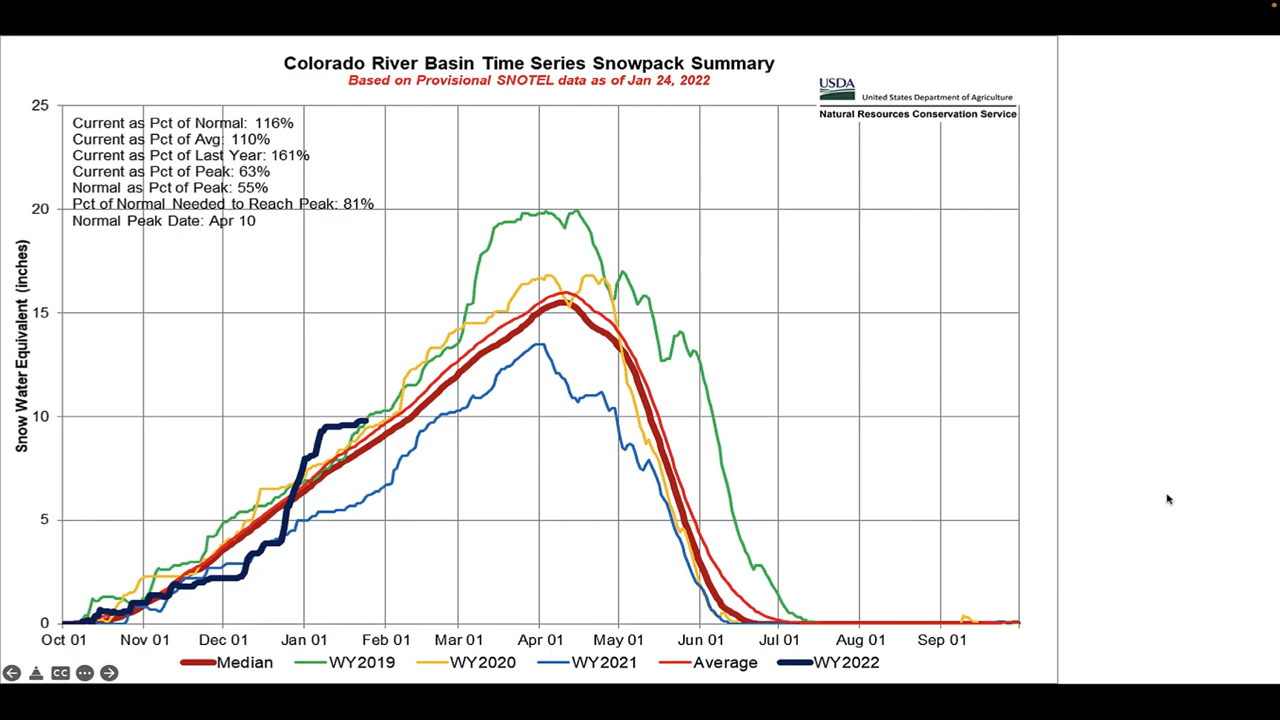 Colorado River Basin Time Series Snowpack Summary
Based on Provisional SNOTEL data as of Jan 24, 2022
USDA
United States Department of Agriculture
Natural Resources Conservation Service
Current as Pct of Normal: 116%
Current as Pct of Avg: 110%
Current as Pct of Last Year: 161%
Current as Pct of Peak: 63%
Normal as Pct of Peak: 55%
Pct of Normal Needed to Reach Peak: 81%
Normal Peak Date: Apr 10
Snow Water Equivalent (inches)
25
20
15
10
5
0
Oct 01 Nov 01 Dec 01 Jan 01 Feb 01 Mar 01 Apr 01 May 01 Jun 01 Jul 01 Aug 01 Sep 01
Median WY2019 WY2020 WY2021 Average WY2022
CC